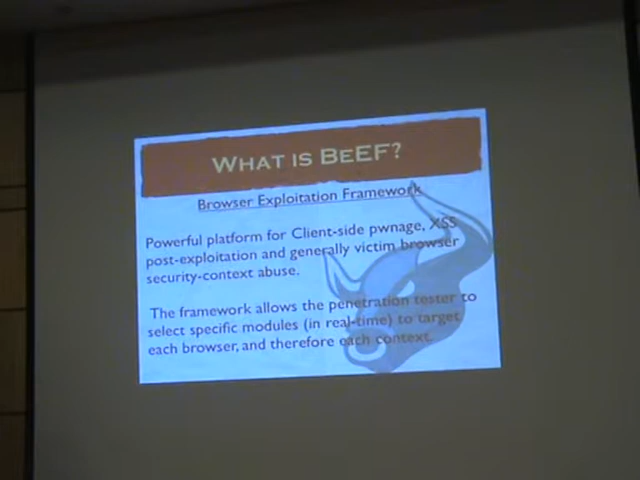 WHAT IS BEEF?
Browser Exploitation Framework
Powerful platform for Client-side pwnage, XSS
post-exploitation and generally victim browser
security-context abuse.
The framework allows the penetration tester to
select specific modules (in real-time) to target
each browser, and therefore each context.